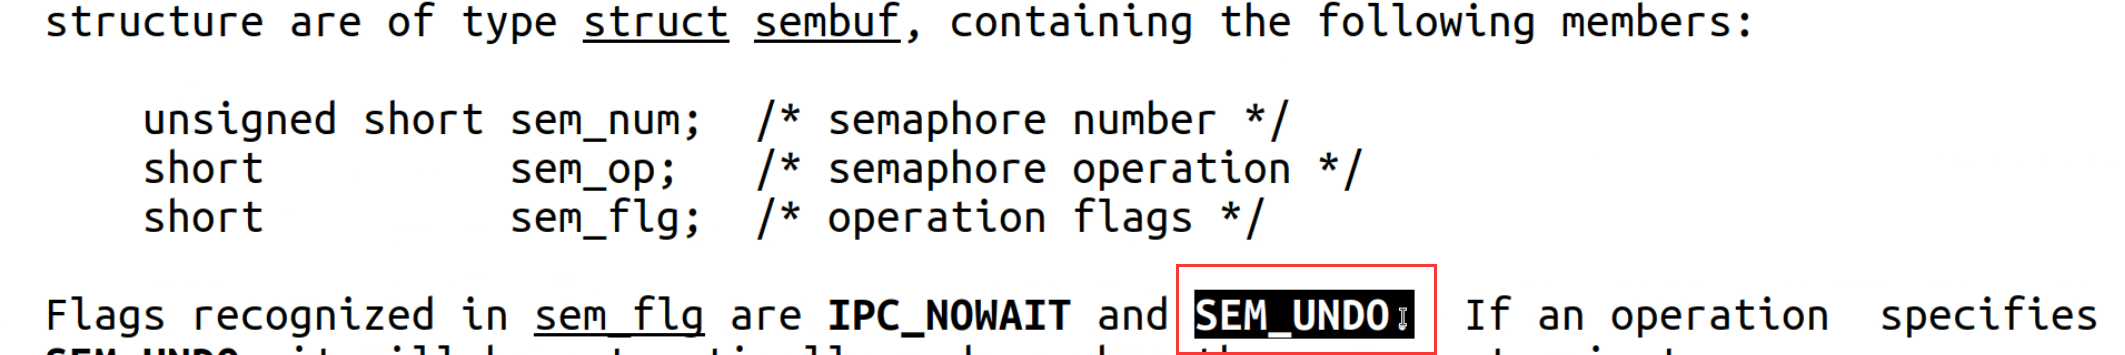 structure are of type struct sembuf, containing the following members:
unsigned short sem_num; /* semaphore number */
short sem_op; /* semaphore operation */
short sem_flg; /* operation flags */
Flags recognized in sem_flg are IPC_NOWAIT and SEM_UNDO. If an operation specifies